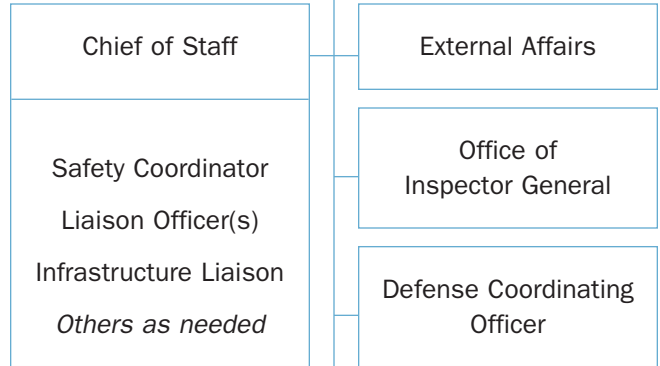 Chief of Staff
Safety Coordinator
Liaison Officer(s)
Infrastructure Liaison
Others as needed
External Affairs
Office of
Inspector General
Defense Coordinating
Officer